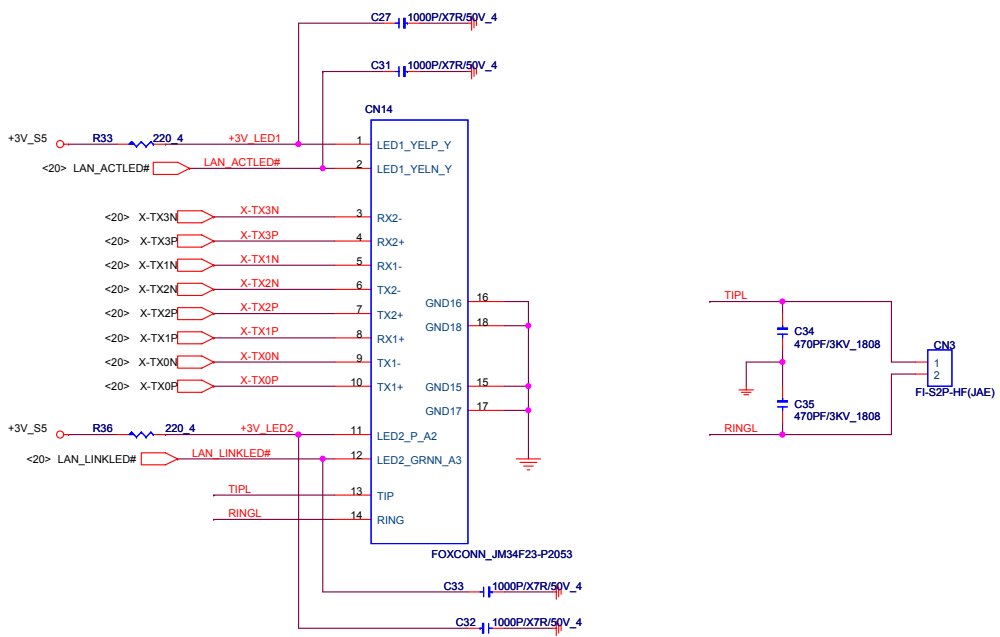 C27 1000P/X7R/50V_4
C31 1000P/X7R/50V_4
CN14
+3V_S5 R33 220_4 +3V_LED1 1 LED1_YELP_Y
<20> LAN_ACTLED# LAN_ACTLED# 2 LED1_YELN_Y
<20> X-TX3N X-TX3N 3 RX2-
<20> X-TX3P X-TX3P 4 RX2+
<20> X-TX1N X-TX1N 5 RX1-
<20> X-TX2N X-TX2N 6 TX2-
<20> X-TX2P X-TX2P 7 TX2+
<20> X-TX1P X-TX1P 8 RX1+
<20> X-TX0N X-TX0N 9 TX1-
<20> X-TX0P X-TX0P 10 TX1+
GND16 16
GND18 18
GND15 15
GND17 17
+3V_S5 R36 220_4 +3V_LED2 11 LED2_P_A2
<20> LAN_LINKLED# LAN_LINKLED# 12 LED2_GRNN_A3
TIPL 13 TIP
RINGL 14 RING
FOXCONN_JM34F23-P2053
C33 1000P/X7R/50V_4
C32 1000P/X7R/50V_4
TIPL
C34
470PF/3KV_1808
CN3
1
2
FI-S2P-HF(JAE)
C35
470PF/3KV_1808
RINGL